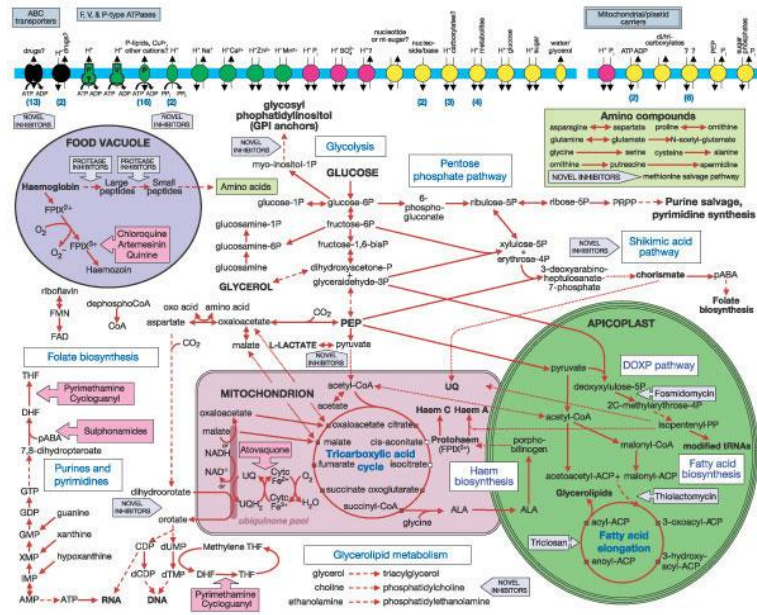 ABC transporters
F, V, & P-type ATPases
Mitochondrial/plastid carriers
drugs?
H⁺ drugs?
H⁺
H⁺
P-lipids, Cu²⁺, other cations?
H⁺
H⁺ Na⁺
H⁺Ca²⁺
H⁺Zn²⁺
H⁺Mn²⁺
H⁺ Pᵢ
H⁺ SO₄²⁻
H⁺?
nucleotide or nt-sugar?
nucleo-side/base
H⁺ carboxylates?
H⁺ metabolites
H⁺ glucose
H⁺ sugar
water/glycerol
H⁺ Pᵢ
ATP ADP
di/tri-carboxylates
? ?
PEP Pᵢ
sugar phosphates Pᵢ
ATP ADP
ATP ADP
ATP ADP
PPᵢ Pᵢ
(13)
(2)
(16)
(2)
(2)
(3)
(4)
(2)
(6)
NOVEL INHIBITORS
NOVEL INHIBITORS
glycosyl phophatidylinositol (GPI anchors)
NOVEL INHIBITORS
myo-inositol-1P
Glycolysis
GLUCOSE
glucose-1P
glucose-6P
fructose-6P
fructose-1,6-bisP
dihydroxyacetone-P
+
glyceraldehyde-3P
glucosamine-1P
glucosamine-6P
glucosamine
GLYCEROL
Pentose phosphate pathway
6-phospho-gluconate
ribulose-5P
ribose-5P
PRPP
Purine salvage, pyrimidine synthesis
xylulose-5P
+
erythrose-4P
Amino compounds
asparagine
aspartate
proline
ornithine
glutamine
glutamate
N-acetyl-glutamate
glycine
serine
cysteine
alanine
ornithine
putrescine
spermidine
NOVEL INHIBITORS
methionine salvage pathway
FOOD VACUOLE
PROTEASE INHIBITORS
PROTEASE INHIBITORS
Haemoglobin
Large peptides
Small peptides
Amino acids
FPIX²⁺
O₂
O₂⁻
FPIX³⁺
Haemozoin
Chloroquine
Artemesinin
Quinine
NOVEL INHIBITORS
Shikimic acid pathway
3-deoxyarabino-heptulosanate-7-phosphate
chorismate
pABA
Folate biosynthesis
riboflavin
FMN
FAD
dephosphoCoA
CoA
oxo acid
amino acid
aspartate
oxaloacetate
CO₂
PEP
malate
L-LACTATE
pyruvate
NOVEL INHIBITORS
CO₂
Folate biosynthesis
THF
DHF
pABA
7,8-dihydropteroate
Pyrimethamine
Cycloguanyl
Sulphonamides
Purines and pyrimidines
GTP
GDP
GMP
XMP
IMP
AMP
ATP
RNA
guanine
xanthine
hypoxanthine
NOVEL INHIBITORS
dihydroorotate
orotate
CDP
dUMP
dCDP
dTMP
DNA
Methylene THF
DHF
THF
Pyrimethamine
Cycloguanyl
MITOCHONDRION
acetyl-CoA
acetate
oxaloacetate
malate
NADH
NAD⁺
Atovaquone
UQ
UQH₂
Cyto Fe³⁺
Cyto Fe²⁺
O₂
H₂O
ubiquinone pool
oxaloacetate
citrate
malate
cis-aconitate
fumarate
isocitrate
succinate
oxoglutarate
succinyl-CoA
Tricarboxylic acid cycle
UQ
Haem C
Haem A
Protohaem (FPIX²⁺)
porpho-bilinogen
Haem biosynthesis
glycine
ALA
ALA
APICOPLAST
pyruvate
DOXP pathway
deoxyxylulose-5P
Fosmidomycin
2C-methylerythrose-4P
isopentenyl-PP
modified tRNAs
acetyl-CoA
malonyl-CoA
Fatty acid biosynthesis
acetoacetyl-ACP
+
malonyl-ACP
Thiolactomycin
Glycerolipids
acyl-ACP
3-oxoacyl-ACP
Triclosan
Fatty acid elongation
enoyl-ACP
3-hydroxy-acyl-ACP
Glycerolipid metabolism
glycerol
triacylglycerol
choline
phosphatidylcholine
ethanolamine
phosphatidylethanolamine
NOVEL INHIBITORS